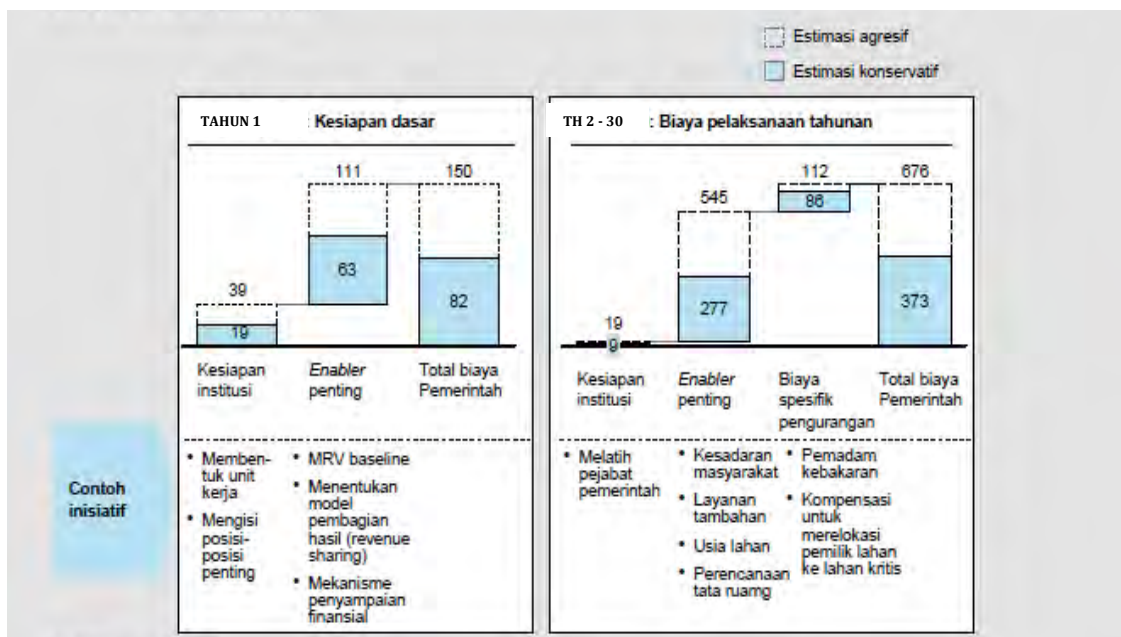 Estimasi agresif
Estimasi konservatif
TAHUN 1 : Kesiapan dasar
111 150
63
39
82
19
Kesiapan
institusi
Enabler
penting
Total biaya
Pemerintah
TH 2 - 30 : Biaya pelaksanaan tahunan
112 676
545
86
277
373
19
9
Kesiapan
institusi
Enabler
penting
Biaya
spesifik
pengurangan
Total biaya
Pemerintah
Contoh
inisiatif
• Memben-
tuk unit
kerja
• Mengisi
posisi-
posisi
penting
• MRV baseline
• Menentukan
model
pembagian
hasil (revenue
sharing)
• Mekanisme
penyampaian
finansial
• Melatih
pejabat
pemerintah
• Kesadaran
masyarakat
• Layanan
tambahan
• Usia lahan
• Perencanaan
tata ruamg
• Pemadam
kebakaran
• Kompensasi
untuk
merelokasi
pemilik lahan
ke lahan kritis